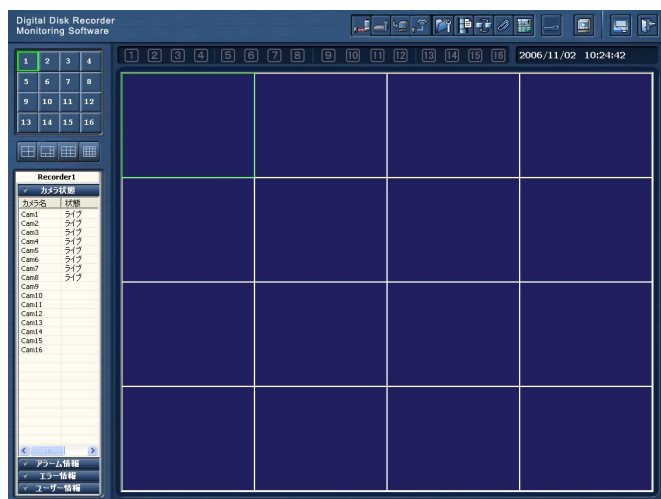 Digital Disk Recorder
Monitoring Software
1 2 3 4 5 6 7 8 9 10 11 12 13 14 15 16
2006/11/02 10:24:42
1 2 3 4
5 6 7 8
9 10 11 12
13 14 15 16
Recorder1
カメラ状態
カメラ名 状態
Cam1 ライブ
Cam2 ライブ
Cam3 ライブ
Cam4 ライブ
Cam5 ライブ
Cam6 ライブ
Cam7 ライブ
Cam8 ライブ
Cam9
Cam10
Cam11
Cam12
Cam13
Cam14
Cam15
Cam16
アラーム情報
エラー情報
ユーザー情報